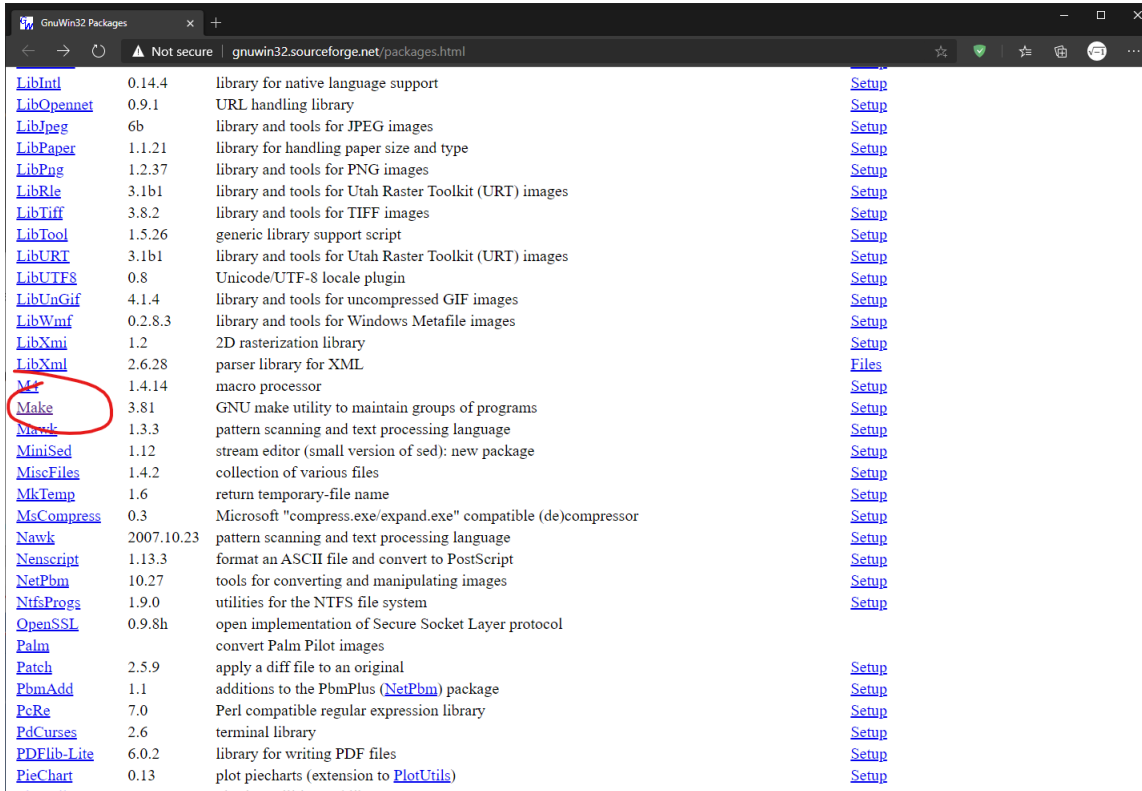 GnuWin32 Packages
Not secure | gnuwin32.sourceforge.net/packages.html
LibIntl 0.14.4 library for native language support Setup
LibOpennet 0.9.1 URL handling library Setup
LibJpeg 6b library and tools for JPEG images Setup
LibPaper 1.1.21 library for handling paper size and type Setup
LibPng 1.2.37 library and tools for PNG images Setup
LibRle 3.1b1 library and tools for Utah Raster Toolkit (URT) images Setup
LibTiff 3.8.2 library and tools for TIFF images Setup
LibTool 1.5.26 generic library support script Setup
LibURT 3.1b1 library and tools for Utah Raster Toolkit (URT) images Setup
LibUTF8 0.8 Unicode/UTF-8 locale plugin Setup
LibUnGif 4.1.4 library and tools for uncompressed GIF images Setup
LibWmf 0.2.8.3 library and tools for Windows Metafile images Setup
LibXmi 1.2 2D rasterization library Setup
LibXml 2.6.28 parser library for XML Files
M4 1.4.14 macro processor Setup
Make 3.81 GNU make utility to maintain groups of programs Setup
Mawk 1.3.3 pattern scanning and text processing language Setup
MiniSed 1.12 stream editor (small version of sed): new package Setup
MiscFiles 1.4.2 collection of various files Setup
MkTemp 1.6 return temporary-file name Setup
MsCompress 0.3 Microsoft "compress.exe/expand.exe" compatible (de)compressor Setup
Nawk 2007.10.23 pattern scanning and text processing language Setup
Nenscript 1.13.3 format an ASCII file and convert to PostScript Setup
NetPbm 10.27 tools for converting and manipulating images Setup
NtfsProgs 1.9.0 utilities for the NTFS file system Setup
OpenSSL 0.9.8h open implementation of Secure Socket Layer protocol
Palm convert Palm Pilot images
Patch 2.5.9 apply a diff file to an original Setup
PbmAdd 1.1 additions to the PbmPlus (NetPbm) package Setup
PcRe 7.0 Perl compatible regular expression library Setup
PdCurses 2.6 terminal library Setup
PDFlib-Lite 6.0.2 library for writing PDF files Setup
PieChart 0.13 plot piecharts (extension to PlotUtils) Setup